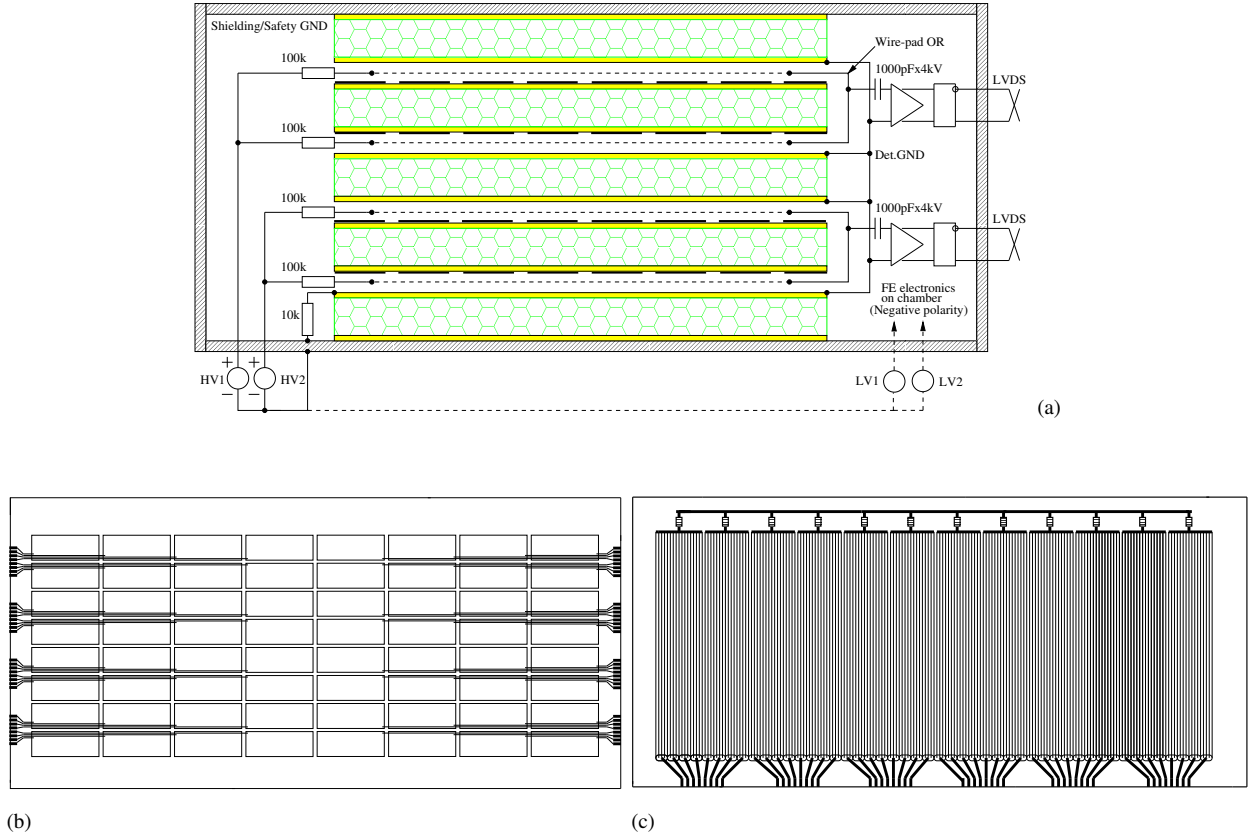 Shielding/Safety GND
Wire-pad OR
100k
1000pFx4kV
LVDS
100k
Det.GND
100k
1000pFx4kV
LVDS
100k
FE electronics
on chamber
(Negative polarity)
10k
+
+
HV1
HV2
LV1
LV2
−
−
(a)
(b)
(c)